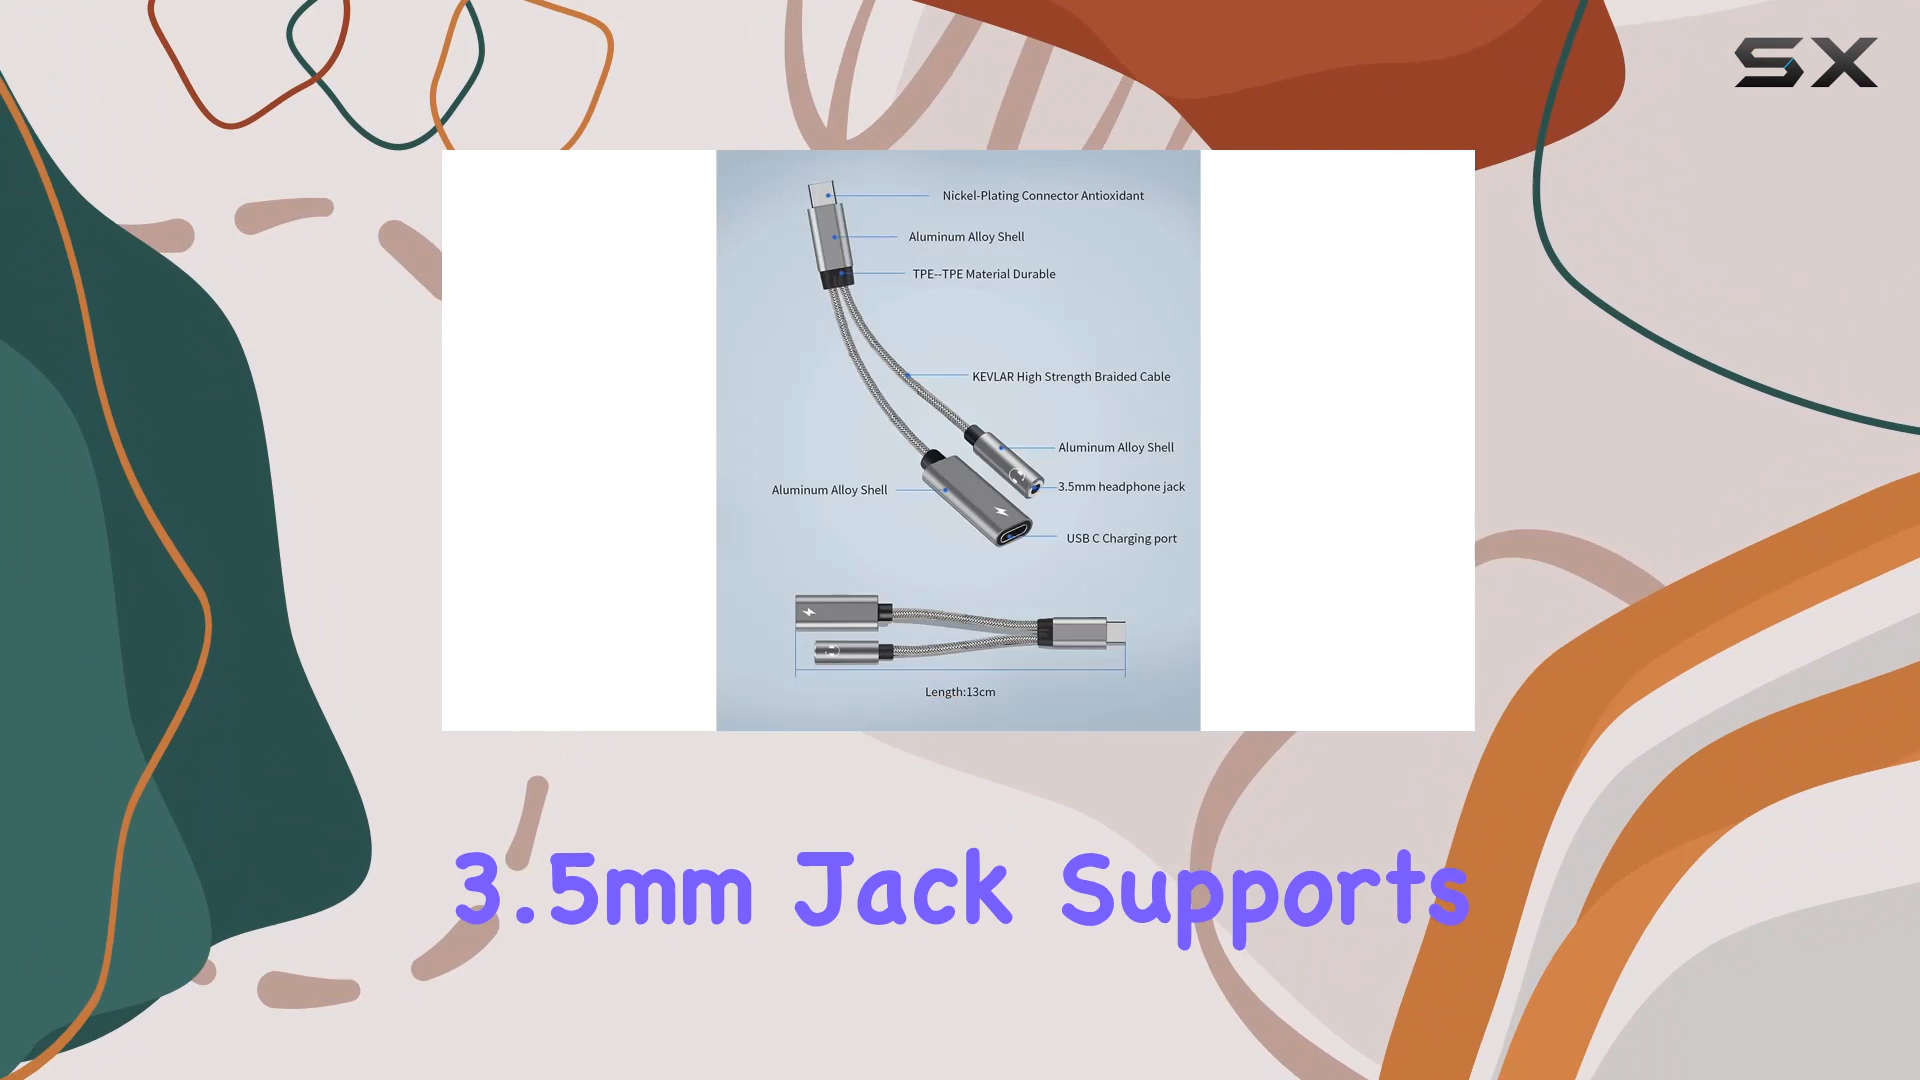 SX
Nickel-Plating Connector Antioxidant
Aluminum Alloy Shell
TPE--TPE Material Durable
KEVLAR High Strength Braided Cable
Aluminum Alloy Shell
3.5mm headphone jack
Aluminum Alloy Shell
USB C Charging port
Length:13cm
3.5mm Jack Supports